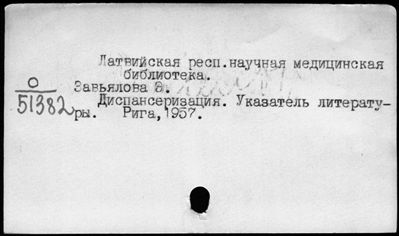 Латвийская респ.научная медицинская
библиотека.
О
51382
Завьялова В.
Диспансеризация. Указатель литерату-
ры. Рига,1957.